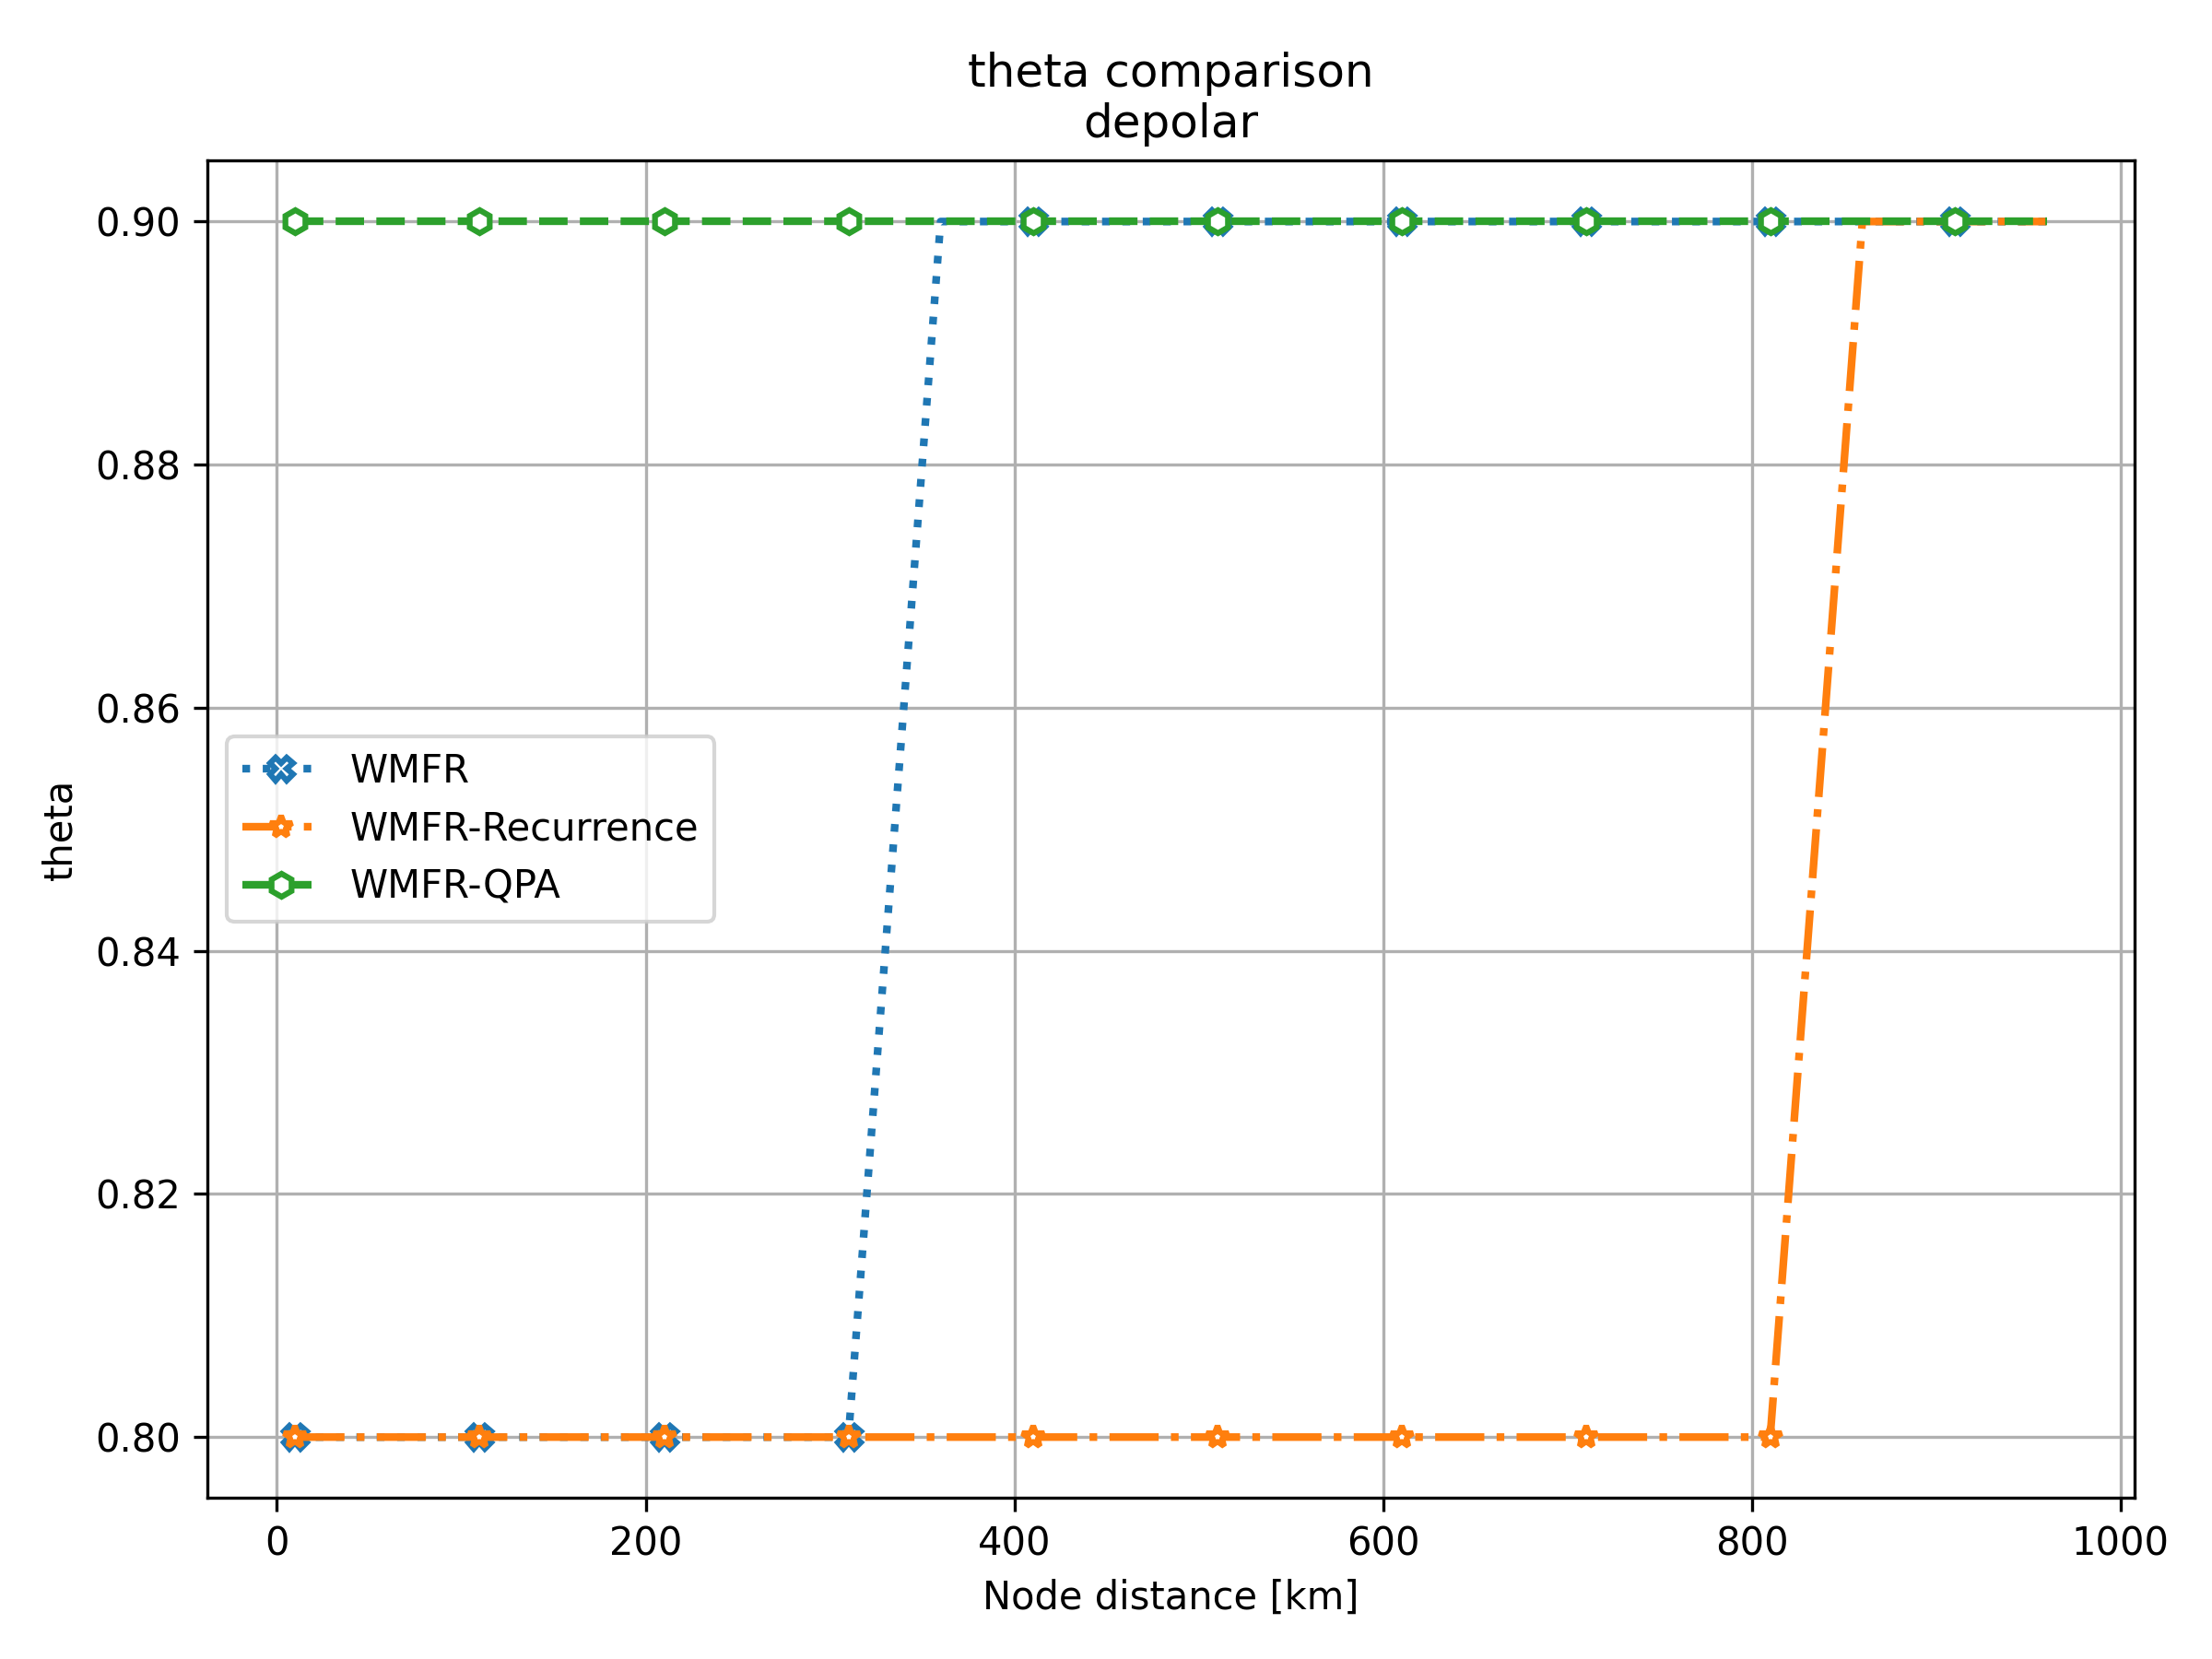 theta comparison
depolar
0.90
0.88
0.86
0.84
0.82
0.80
theta
WMFR
WMFR-Recurrence
WMFR-QPA
0
200
400
600
800
1000
Node distance [km]